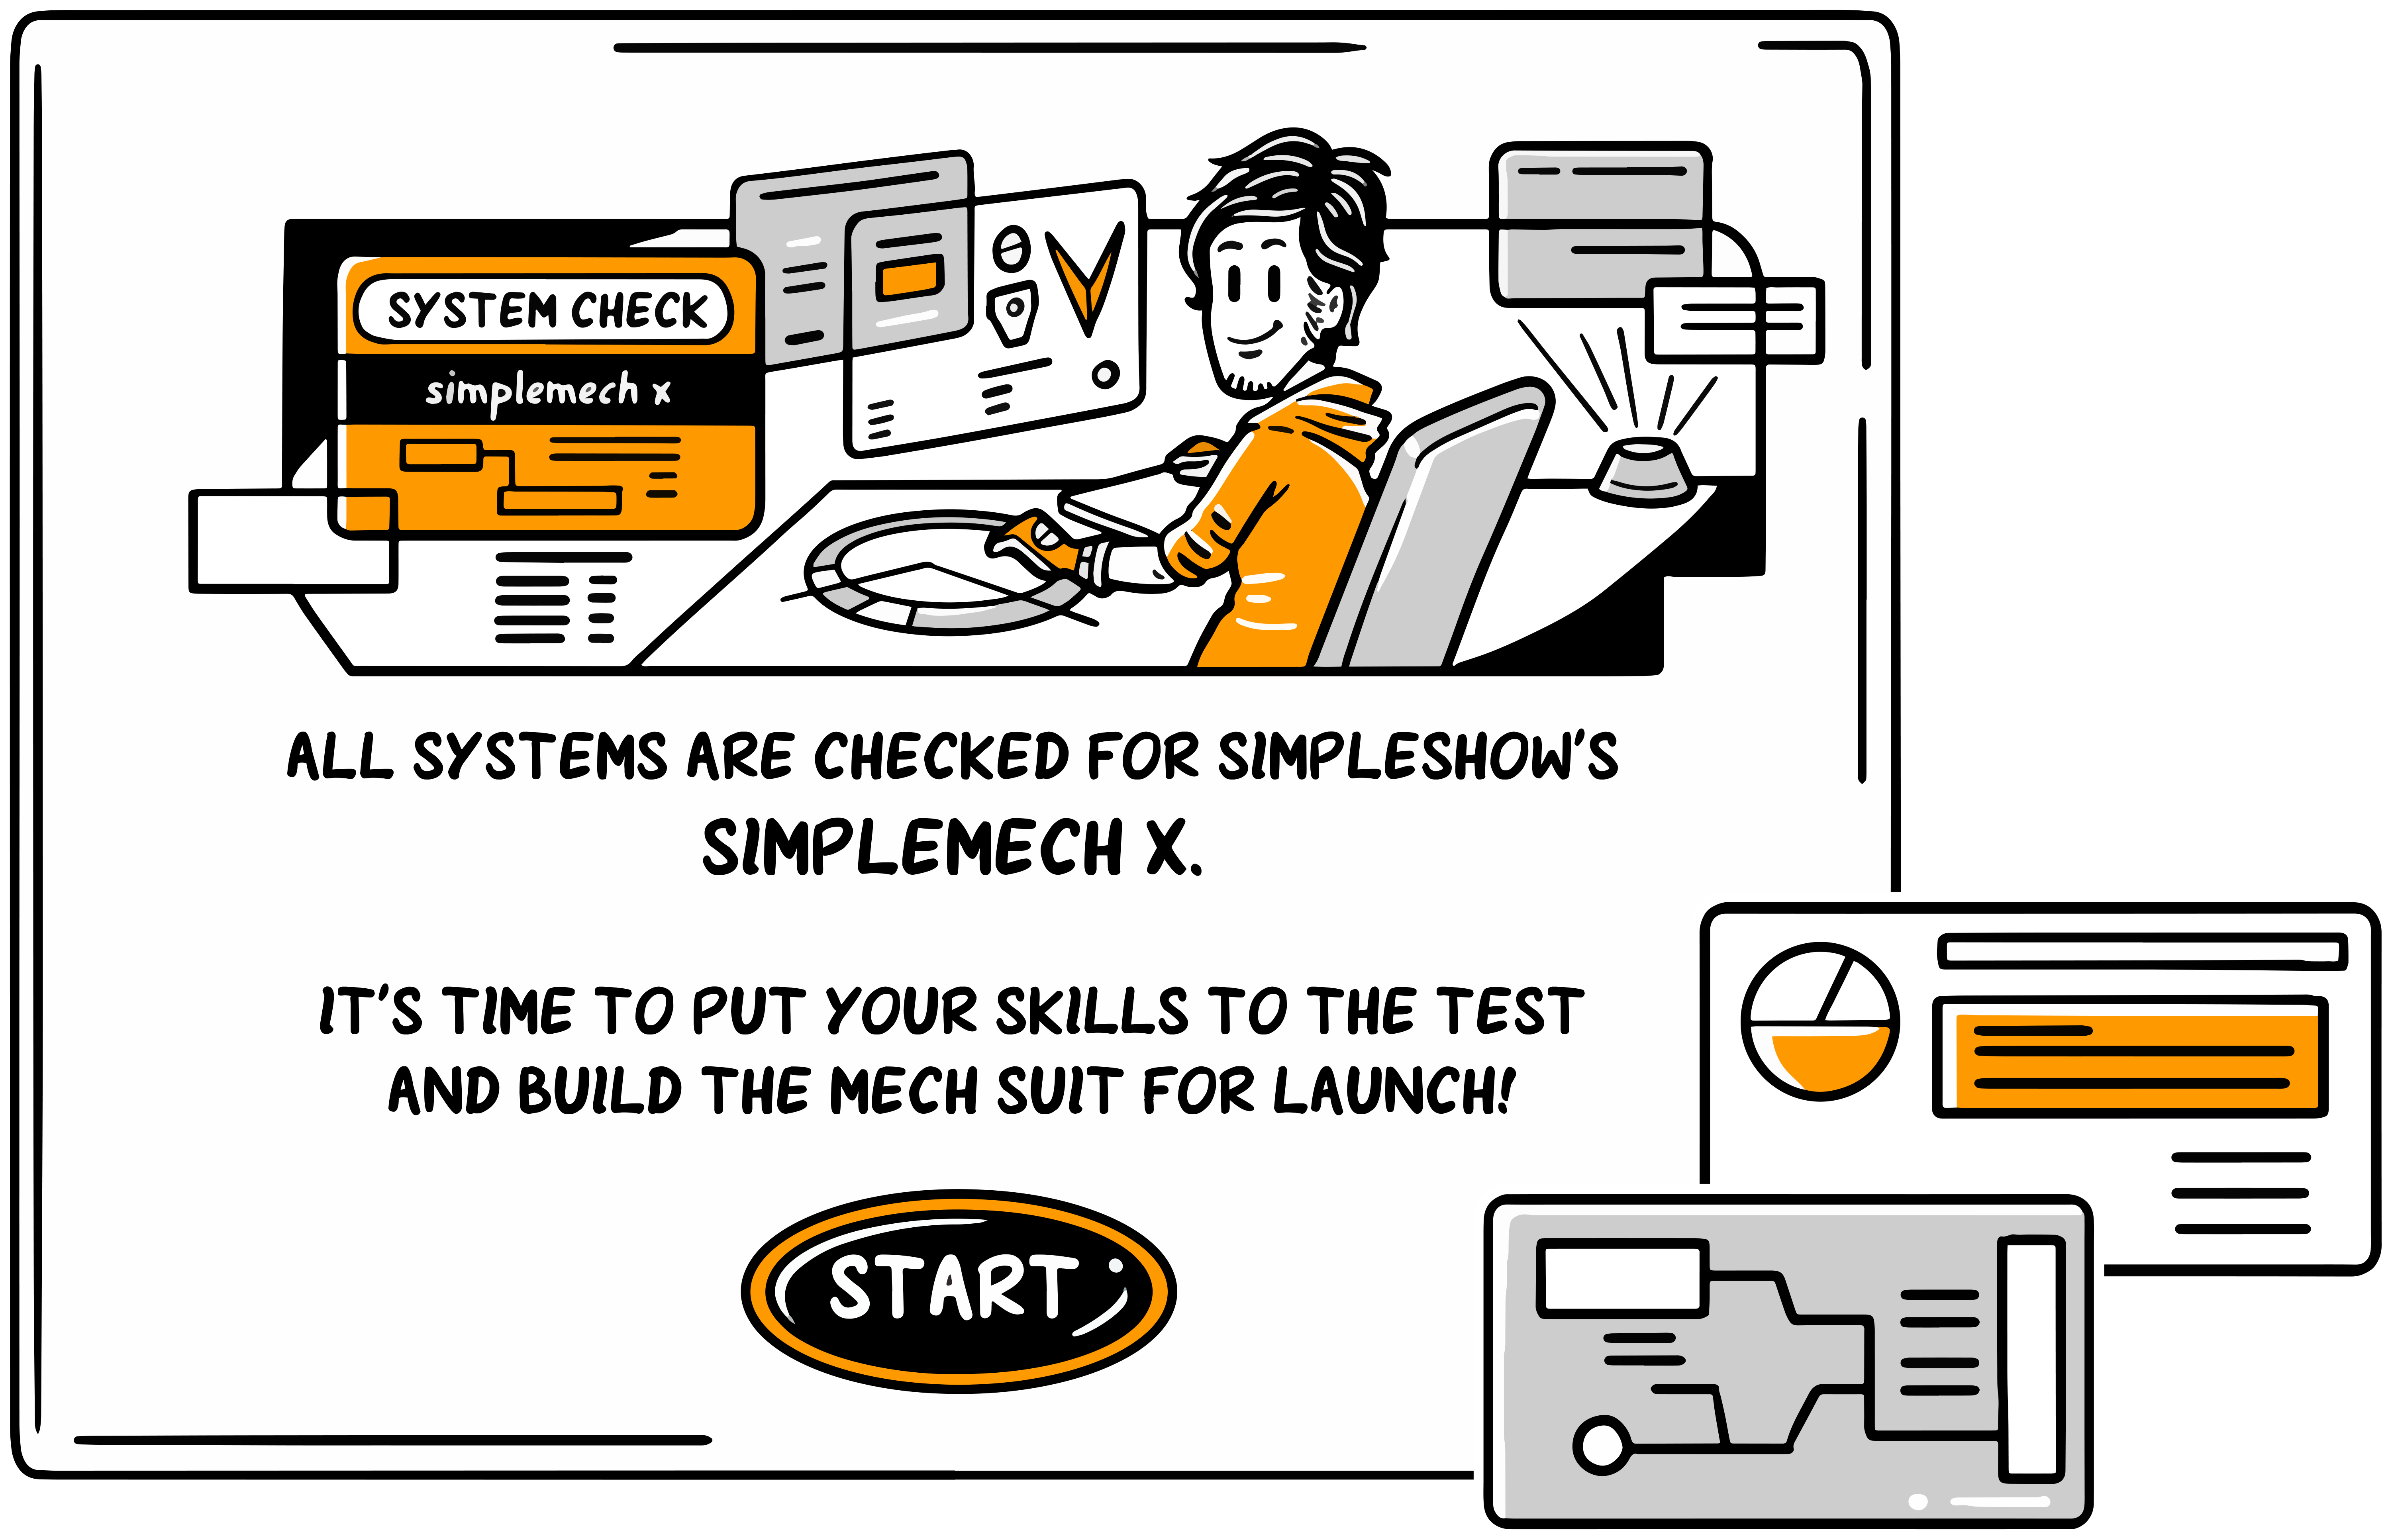 SYSTEM CHECK
simplemech x
ALL SYSTEMS ARE CHECKED FOR SIMPLESHOW'S
SIMPLEMECH X.
IT'S TIME TO PUT YOUR SKILLS TO THE TEST
AND BUILD THE MECH SUIT FOR LAUNCH!
START